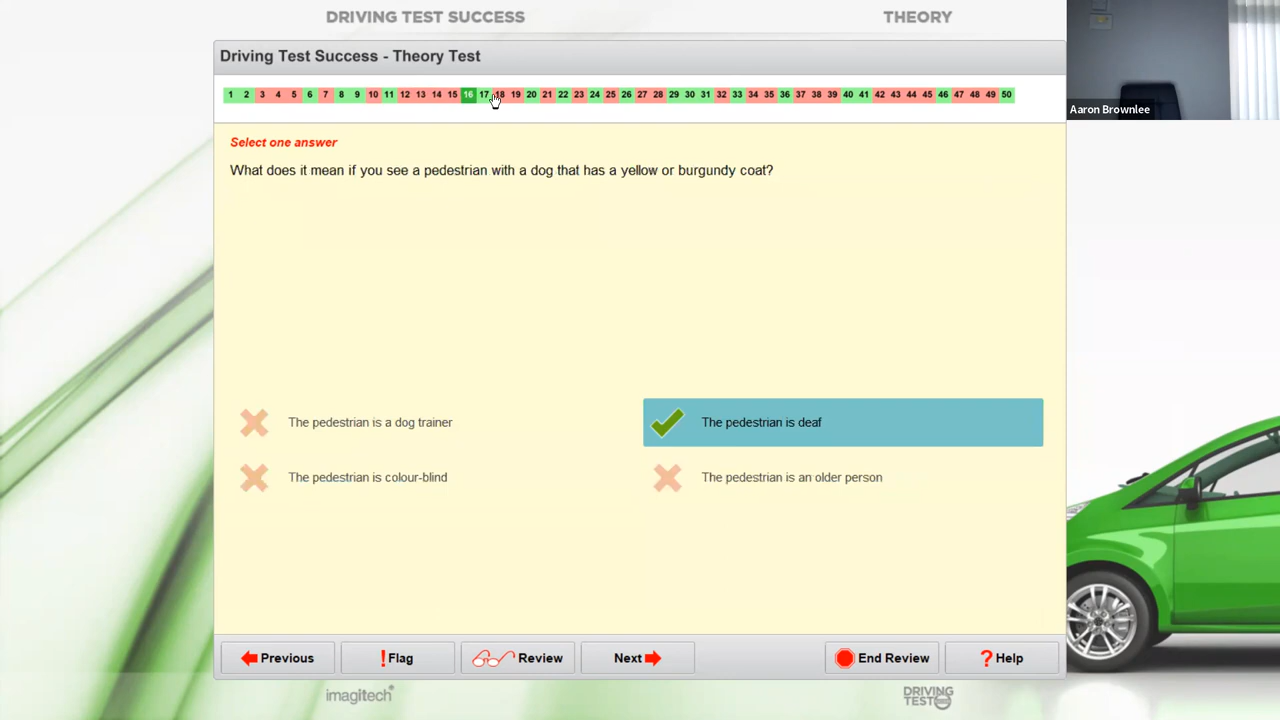 DRIVING TEST SUCCESS THEORY
Driving Test Success - Theory Test
1 2 3 4 5 6 7 8 9 10 11 12 13 14 15 16 17 18 19 20 21 22 23 24 25 26 27 28 29 30 31 32 33 34 35 36 37 38 39 40 41 42 43 44 45 46 47 48 49 50
Aaron Brownlee
Select one answer
What does it mean if you see a pedestrian with a dog that has a yellow or burgundy coat?
The pedestrian is a dog trainer
The pedestrian is deaf
The pedestrian is colour-blind
The pedestrian is an older person
Previous !Flag Review Next End Review ?Help
imagitech
DRIVING
TEST